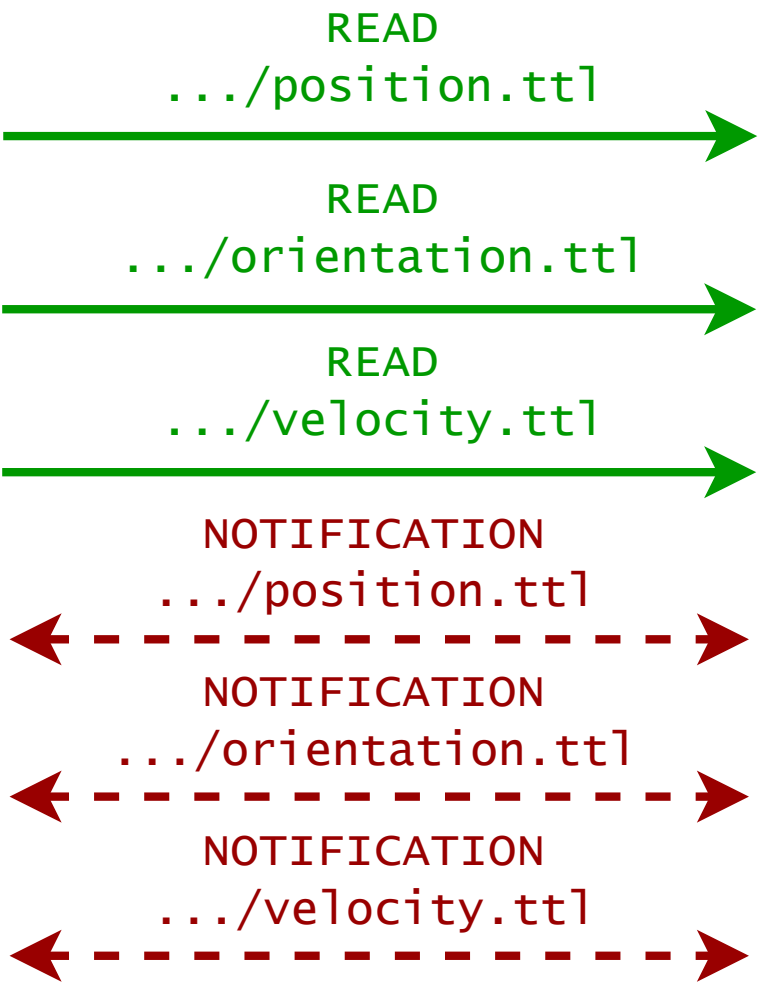 READ
.../position.ttl
READ
.../orientation.ttl
READ
.../velocity.ttl
NOTIFICATION
.../position.ttl
NOTIFICATION
.../orientation.ttl
NOTIFICATION
.../velocity.ttl